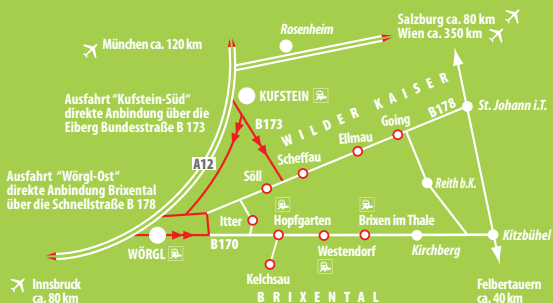 Salzburg ca. 80 km
Wien ca. 350 km
Rosenheim
München ca. 120 km
Ausfahrt "Kufstein-Süd"
direkte Anbindung über die
Eiberg Bundesstraße B 173
KUFSTEIN
B173
WILDER KAISER
B178
St. Johann i.T.
Going
Ellmau
Scheffau
A12
Söll
Ausfahrt "Wörgl-Ost"
direkte Anbindung Brixental
über die Schnellstraße B 178
Reith b.K.
Itter
Hopfgarten
Brixen im Thale
Kitzbühel
WÖRGL
B170
Westendorf
Kirchberg
Kelchsau
Innsbruck
ca. 80 km
BRIXENTAL
Felbertauern
ca. 40 km